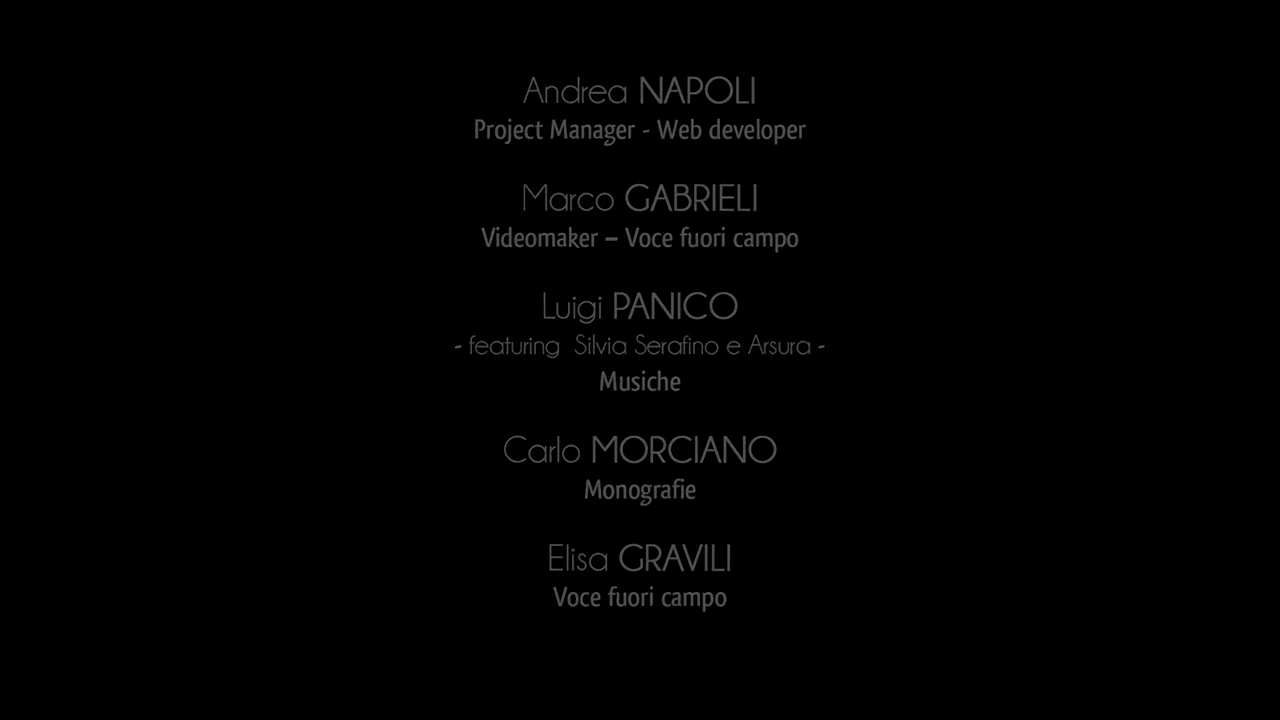 Andrea NAPOLI
Project Manager - Web developer
Marco GABRIELI
Videomaker – Voce fuori campo
Luigi PANICO
- featuring Silvia Serafino e Arsura -
Musiche
Carlo MORCIANO
Monografie
Elisa GRAVILI
Voce fuori campo